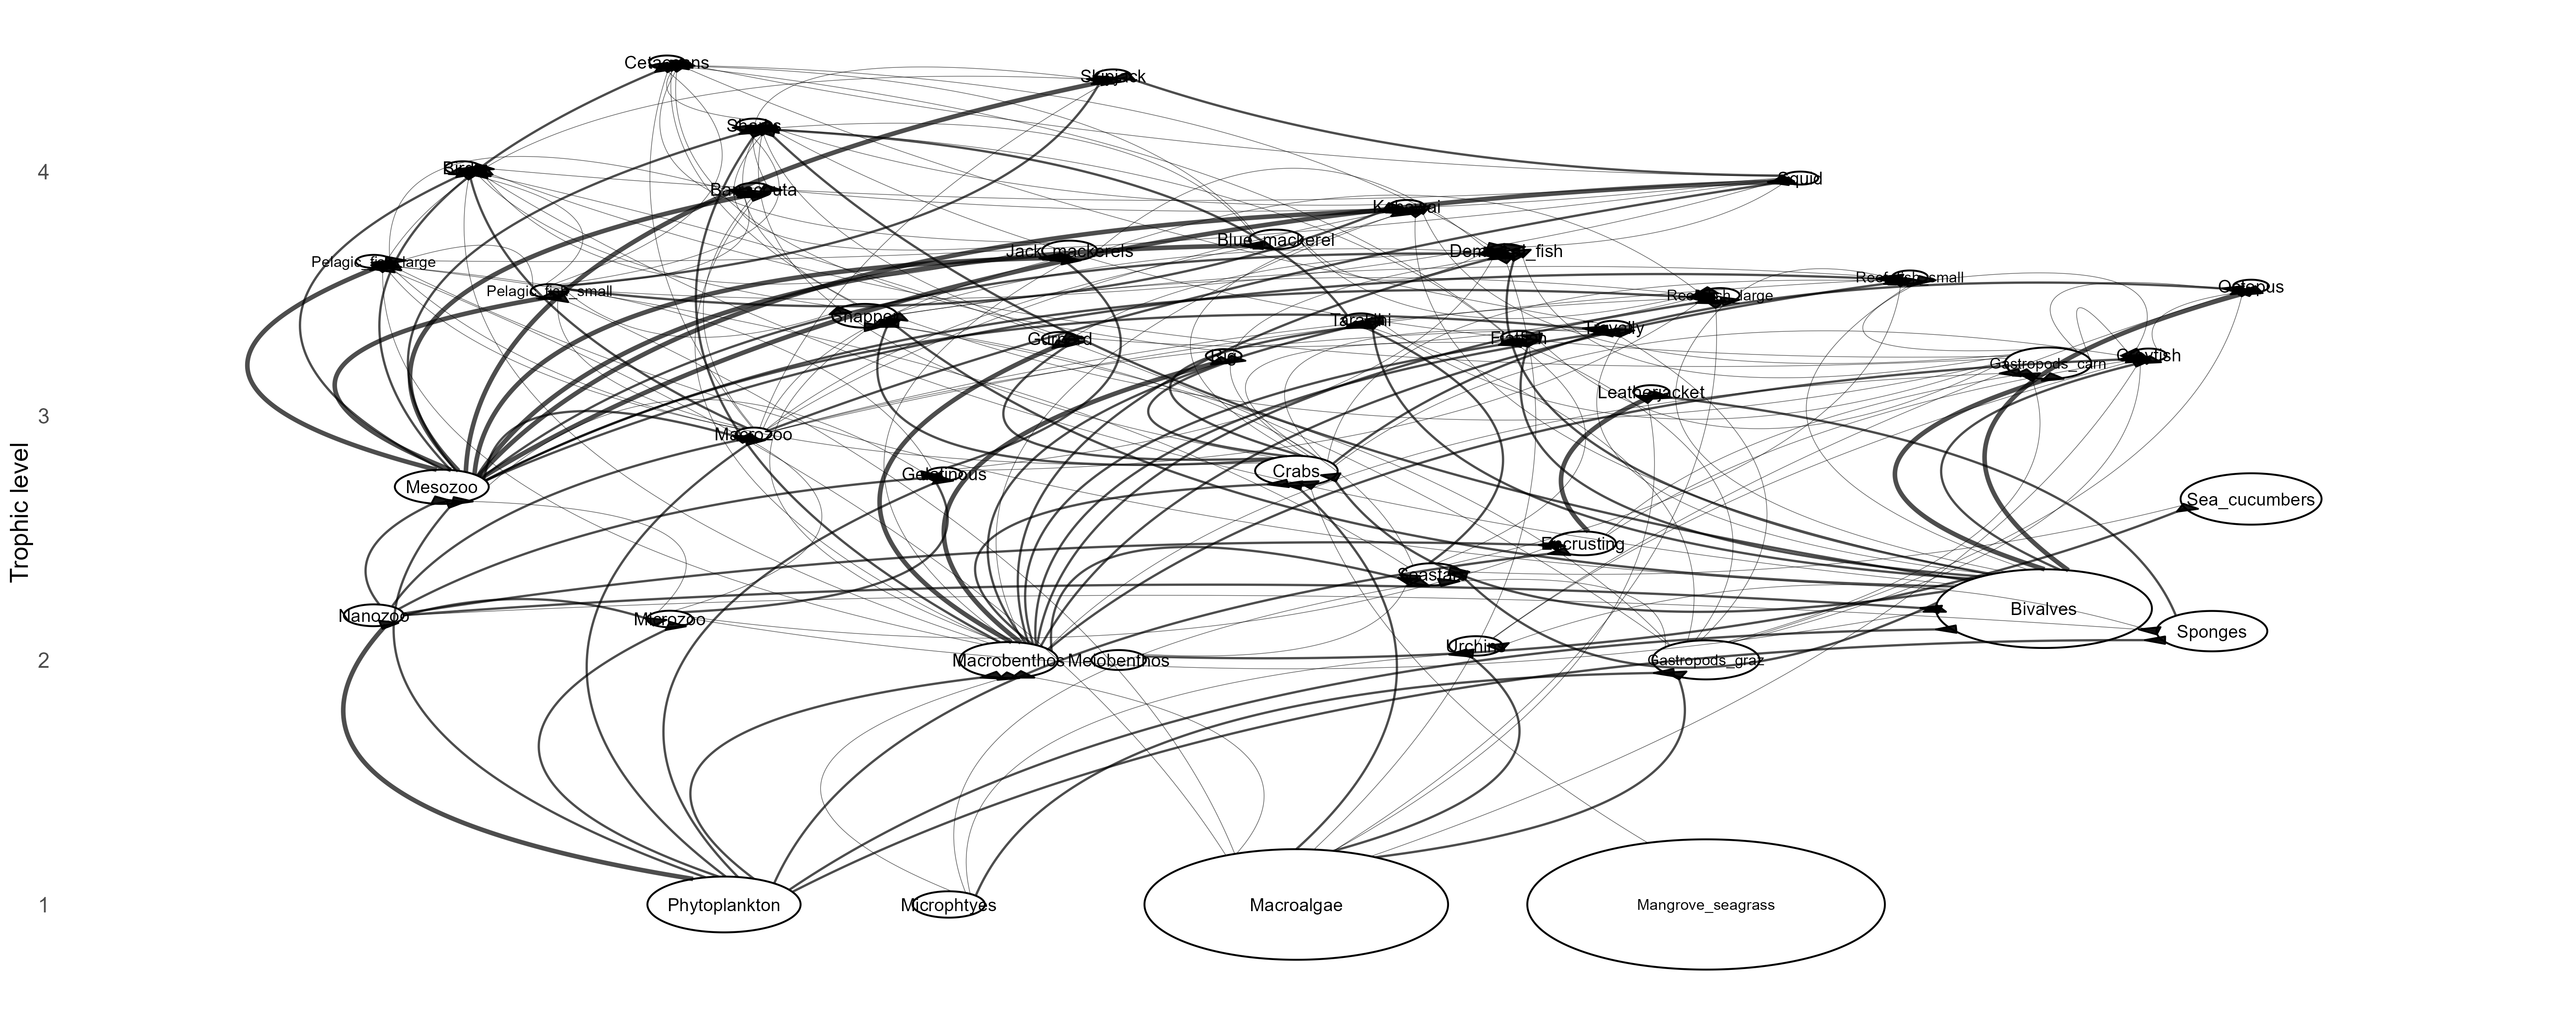 Cetaceans
Skipjack
Sharks
4
Birds
Barracouta
Squid
Kahawai
Blue_mackerel
Jack_mackerels
Demersal_fish
Pelagic_fish_large
Reef_fish_small
Octopus
Pelagic_fish_small
Reef_fish_large
Snapper
Tarakihi
Trevally
Gurnard
Flatfish
Rig
Crayfish
Gastropods_carn
Leatherjacket
3
Macrozoo
Crabs
Gelatinous
Mesozoo
Sea_cucumbers
Trophic level
Encrusting
Seastars
Bivalves
Nanozoo
Microzoo
Sponges
Urchins
2
Macrobenthos
Meiobenthos
Gastropods_graz
1
Phytoplankton
Microphtyes
Macroalgae
Mangrove_seagrass